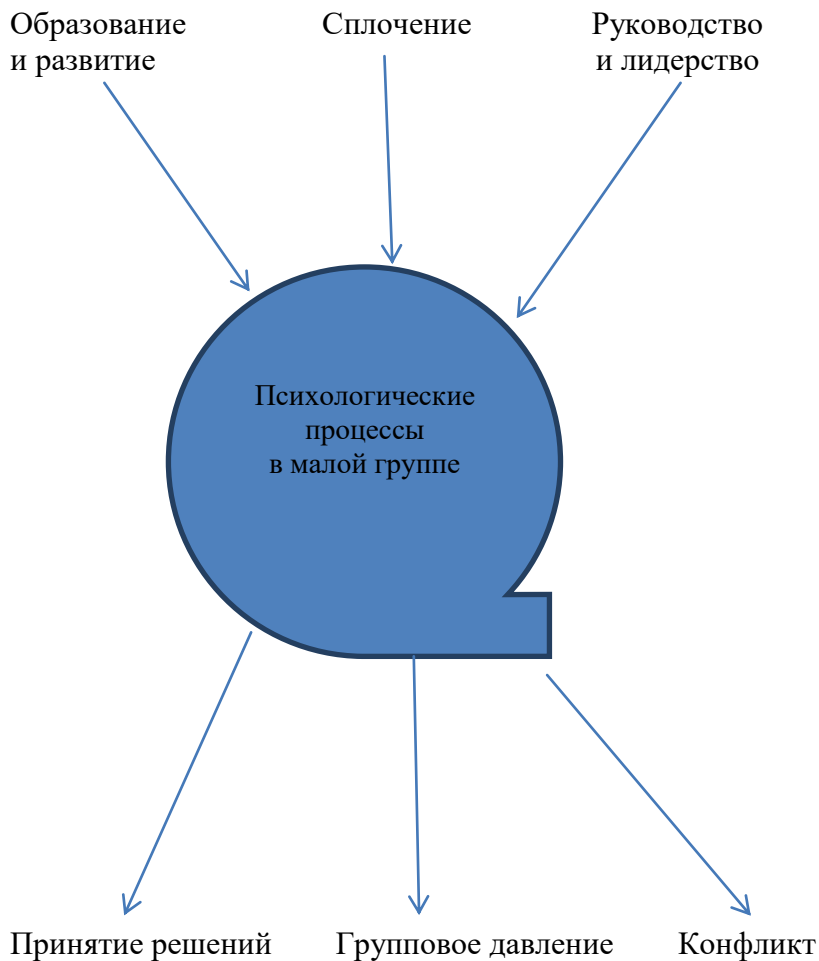 Образование
и развитие
Сплочение
Руководство
и лидерство
Психологические
процессы
в малой группе
Принятие решений
Групповое давление
Конфликт